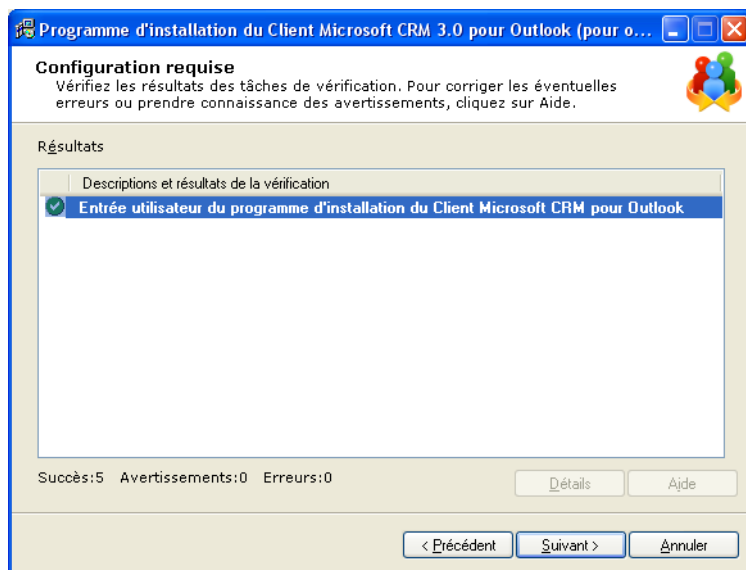 Programme d'installation du Client Microsoft CRM 3.0 pour Outlook (pour o...
Configuration requise
Vérifiez les résultats des tâches de vérification. Pour corriger les éventuelles
erreurs ou prendre connaissance des avertissements, cliquez sur Aide.
Résultats
Descriptions et résultats de la vérification
Entrée utilisateur du programme d'installation du Client Microsoft CRM pour Outlook
Succès:5 Avertissements:0 Erreurs:0
Détails
Aide
< Précédent
Suivant >
Annuler